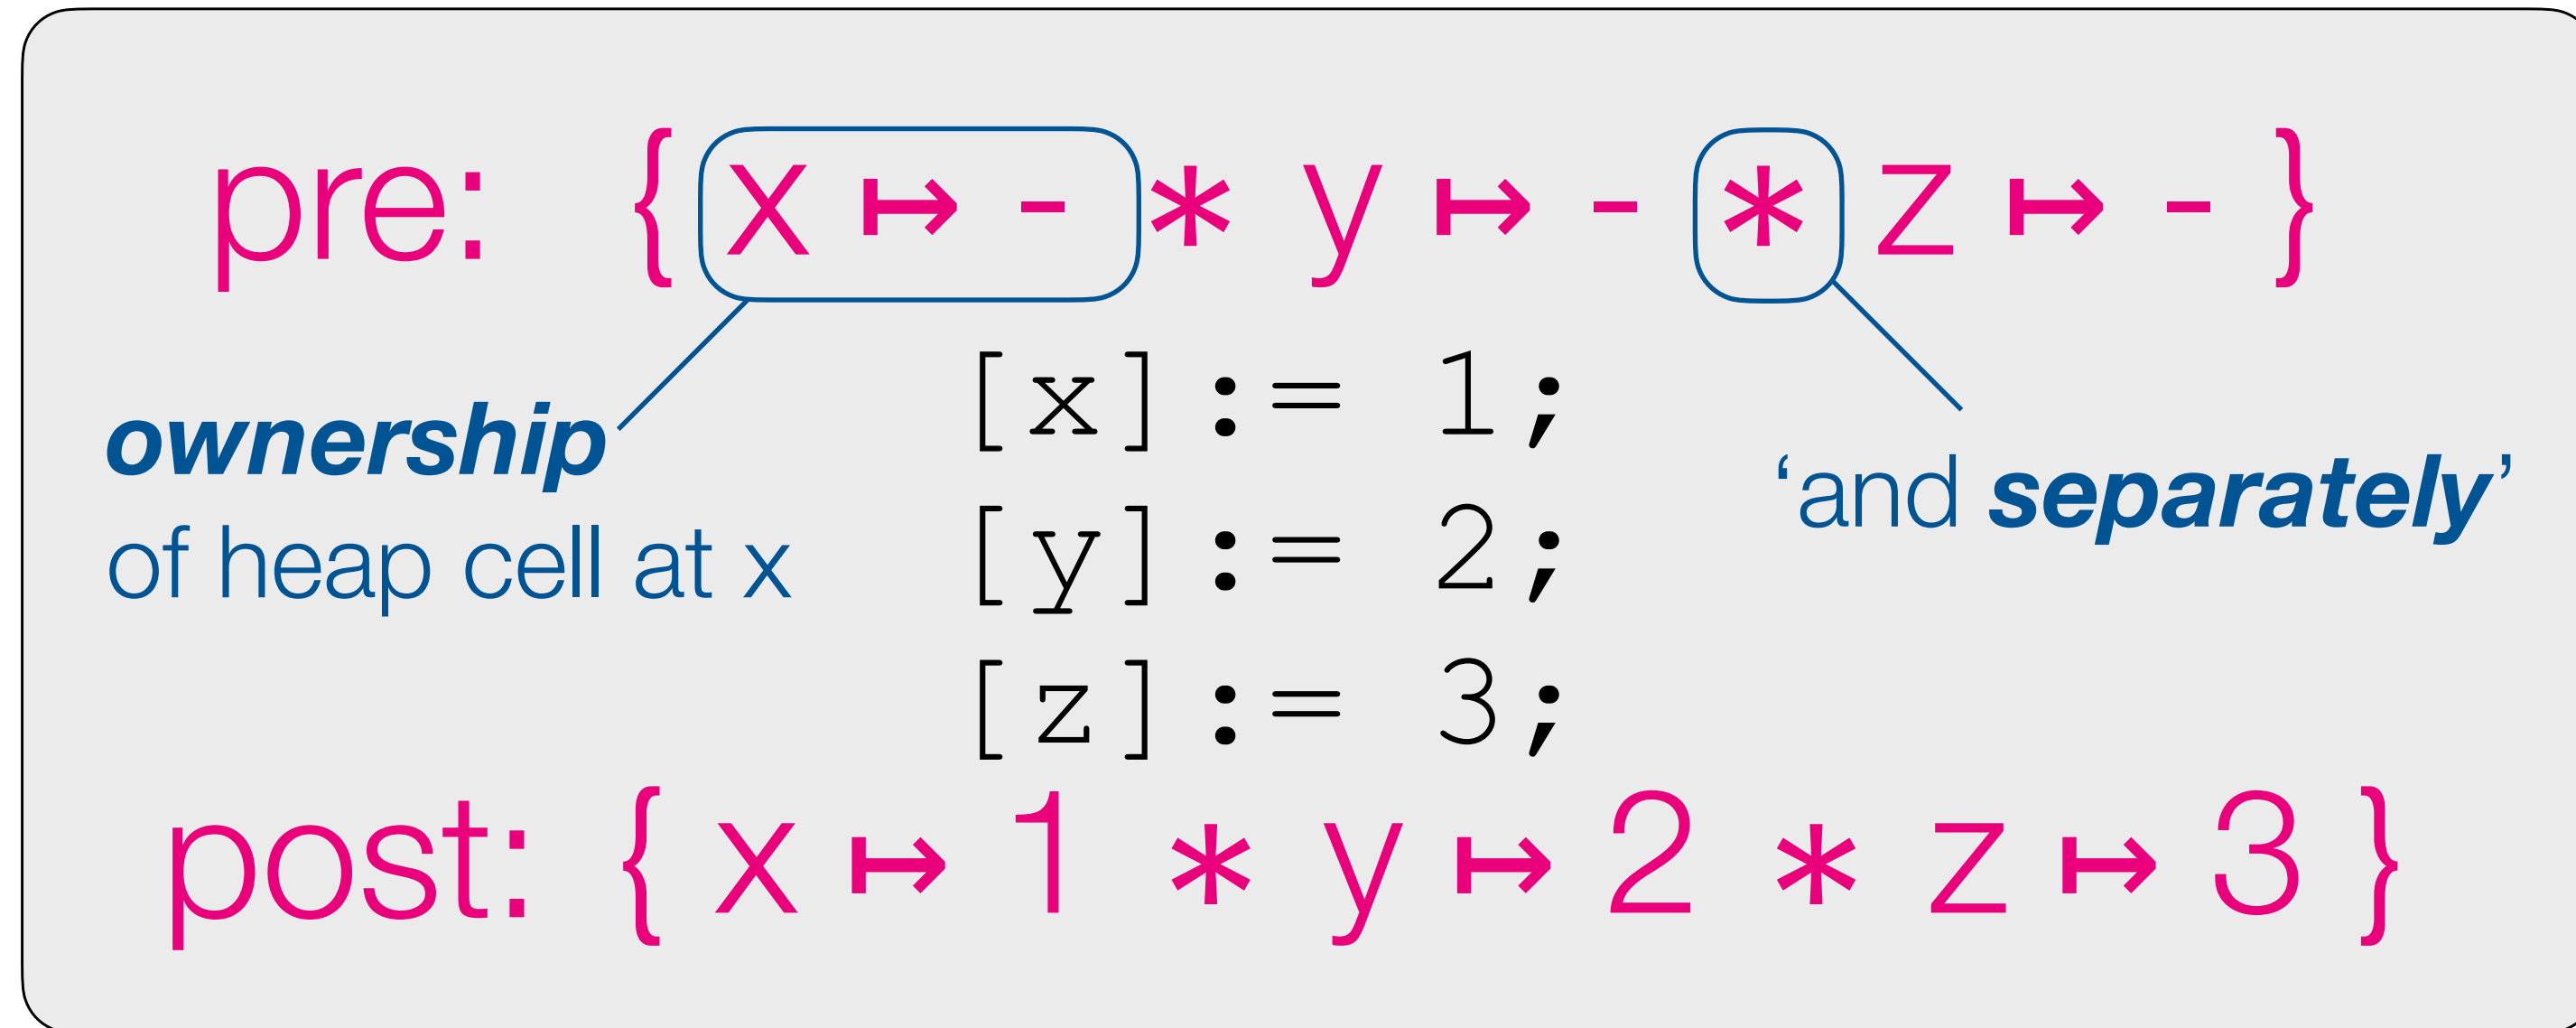 pre: { x ↦ - * y ↦ - * z ↦ - }
[x]:= 1;
ownership
of heap cell at x
‘and separately’
[y]:= 2;
[z]:= 3;
post: { x ↦ 1 * y ↦ 2 * z ↦ 3 }